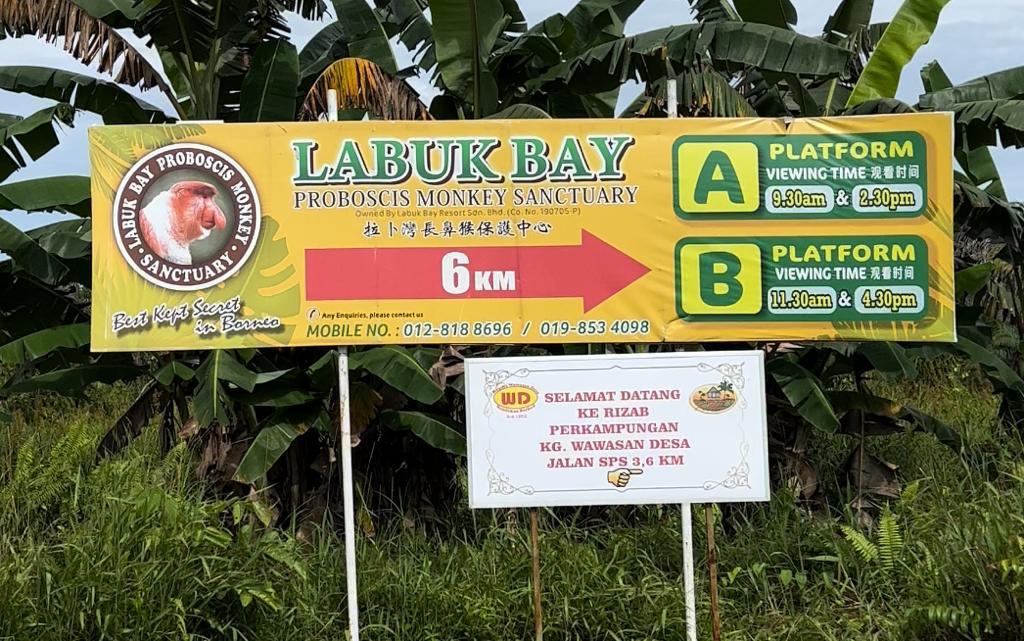 LABUK BAY PROBOSCIS MONKEY
SANCTUARY
Best Kept Secret
in Borneo
LABUK BAY
PROBOSCIS MONKEY SANCTUARY
Owned By Labuk Bay Resort Sdn. Bhd. (Co. No. 190705-P)
拉卜灣長鼻猴保護中心
6 KM
Any Enquiries, please contact us
MOBILE NO. : 012-818 8696 / 019-853 4098
A PLATFORM
VIEWING TIME 观看时间
9.30am & 2.30pm
B PLATFORM
VIEWING TIME 观看时间
11.30am & 4.30pm
WD
SELAMAT DATANG
KE RIZAB
PERKAMPUNGAN
KG. WAWASAN DESA
JALAN SPS 3,6 KM